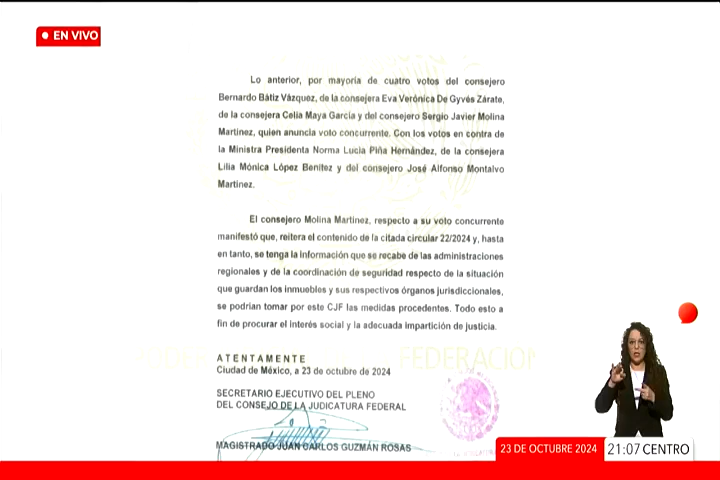 EN VIVO
Lo anterior, por mayoría de cuatro votos del consejero
Bernardo Bátiz Vázquez, de la consejera Eva Verónica De Gyvés Zárate,
de la consejera Celia Maya García y del consejero Sergio Javier Molina
Martínez, quien anuncia voto concurrente. Con los votos en contra de
la Ministra Presidenta Norma Lucía Piña Hernández, de la consejera
Lilia Mónica López Benítez y del consejero José Alfonso Montalvo
Martínez.
El consejero Molina Martínez, respecto a su voto concurrente
manifestó que, reitera el contenido de la citada circular 22/2024 y, hasta
en tanto, se tenga la información que se recabe de las administraciones
regionales y de la coordinación de seguridad respecto de la situación
que guardan los inmuebles y sus respectivos órganos jurisdiccionales,
se podrían tomar por este CJF las medidas procedentes. Todo esto a
fin de procurar el interés social y la adecuada impartición de justicia.
FEDERACION
ATENTAMENTE
Ciudad de México, a 23 de octubre de 2024
SECRETARIO EJECUTIVO DEL PLENO
DEL CONSEJO DE LA JUDICATURA FEDERAL
MAGISTRADO JUAN CARLOS GUZMÁN ROSAS
23 DE OCTUBRE 2024 21:07 CENTRO